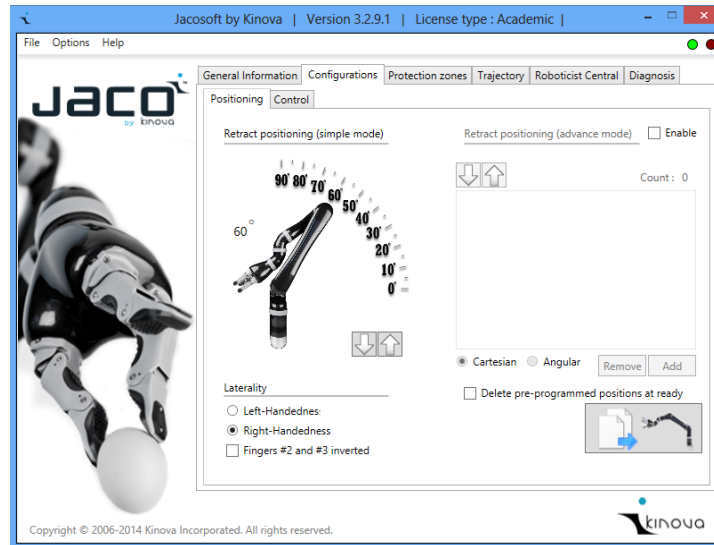 Jacosoft by Kinova | Version 3.2.9.1 | License type : Academic |
File Options Help
Jaco
by kinova
General Information Configurations Protection zones Trajectory Roboticist Central Diagnosis
Positioning Control
Retract positioning (simple mode)
Retract positioning (advance mode) Enable
Count : 0
90° 80° 70° 60° 50° 40° 30° 20° 10° 0°
60°
Cartesian Angular Remove Add
Laterality
Left-Handednes
Right-Handedness
Fingers #2 and #3 inverted
Delete pre-programmed positions at ready
kinova
Copyright © 2006-2014 Kinova Incorporated. All rights reserved.